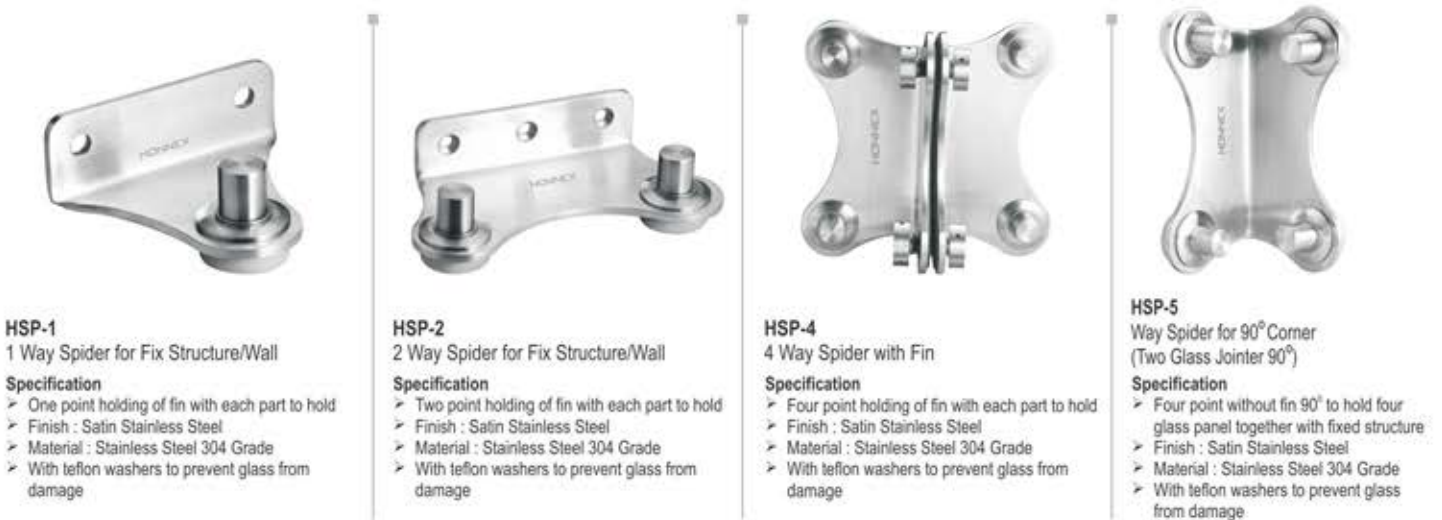 HONNEX
HONNEX
HONNEX
HONNEX
HSP-1
1 Way Spider for Fix Structure/Wall
Specification
➢ One point holding of fin with each part to hold
➢ Finish : Satin Stainless Steel
➢ Material : Stainless Steel 304 Grade
➢ With teflon washers to prevent glass from
damage
HSP-2
2 Way Spider for Fix Structure/Wall
Specification
➢ Two point holding of fin with each part to hold
➢ Finish : Satin Stainless Steel
➢ Material : Stainless Steel 304 Grade
➢ With teflon washers to prevent glass from
damage
HSP-4
4 Way Spider with Fin
Specification
➢ Four point holding of fin with each part to hold
➢ Finish : Satin Stainless Steel
➢ Material : Stainless Steel 304 Grade
➢ With teflon washers to prevent glass from
damage
HSP-5
Way Spider for 90° Corner
(Two Glass Jointer 90°)
Specification
➢ Four point without fin 90° to hold four
glass panel together with fixed structure
➢ Finish : Satin Stainless Steel
➢ Material : Stainless Steel 304 Grade
➢ With teflon washers to prevent glass
from damage